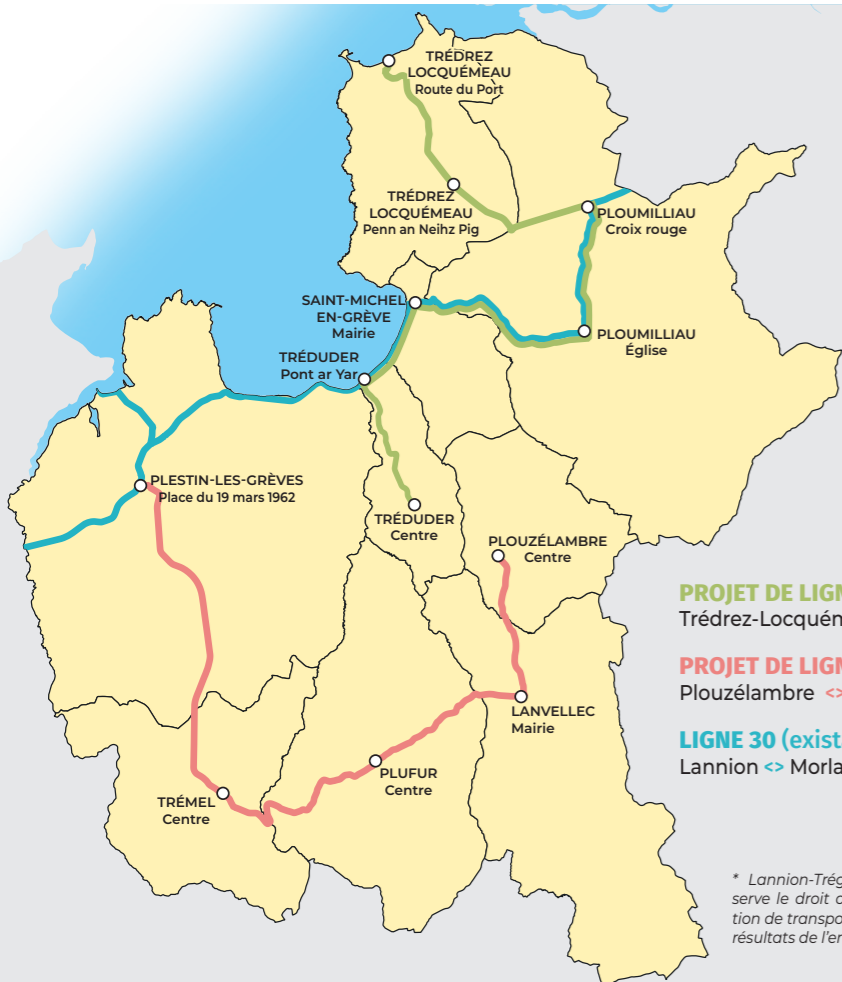 TRÉDREZ
LOCQUÉMEAU
Route du Port
TRÉDREZ
LOCQUÉMEAU
Penn an Neihz Pig
PLOUMILLIAU
Croix rouge
SAINT-MICHEL
EN-GRÈVE
Mairie
PLOUMILLIAU
Église
TRÉDUDER
Pont ar Yar
PLESTIN-LES-GRÈVES
Place du 19 mars 1962
TRÉDUDER
Centre
PLOUZÉLAMBRE
Centre
LANVELLEC
Mairie
PLUFUR
Centre
TRÉMEL
Centre
PROJET DE LIGN
Trédrez-Locquém
PROJET DE LIGN
Plouzélambre <>
LIGNE 30 (exist
Lannion <> Morla
* Lannion-Trég
serve le droit d
tion de transpo
résultats de l'en